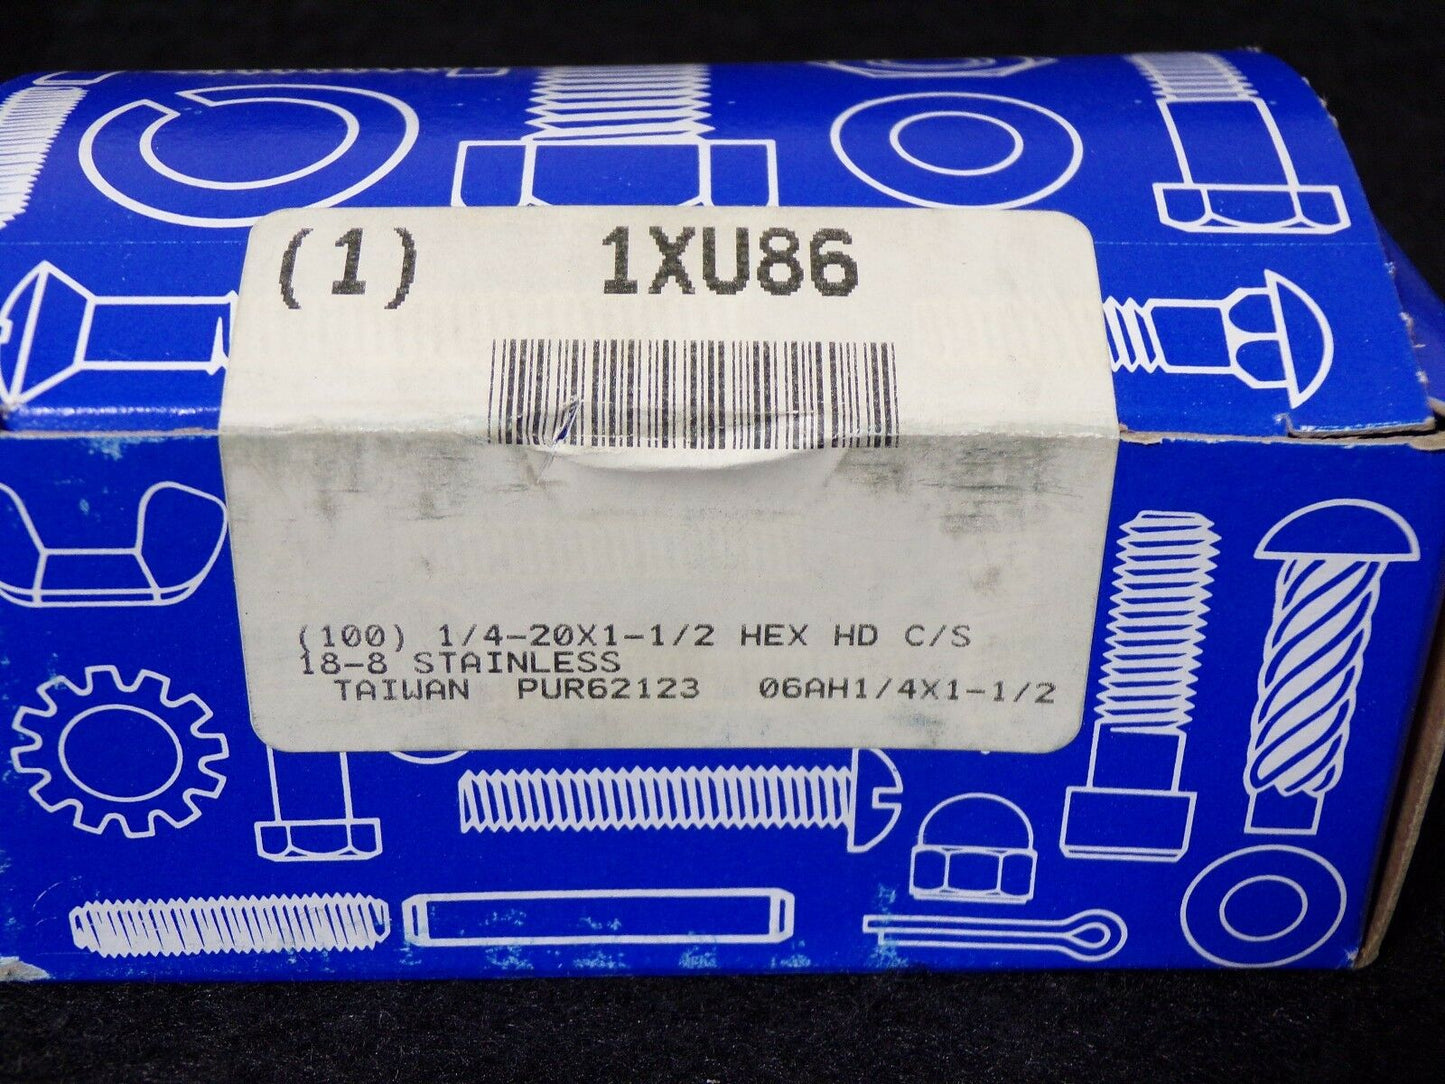 (1) 1XU86
(100) 1/4-20X1-1/2 HEX HD C/S
18-8 STAINLESS
TAIWAN PUR62123 06AH1/4X1-1/2